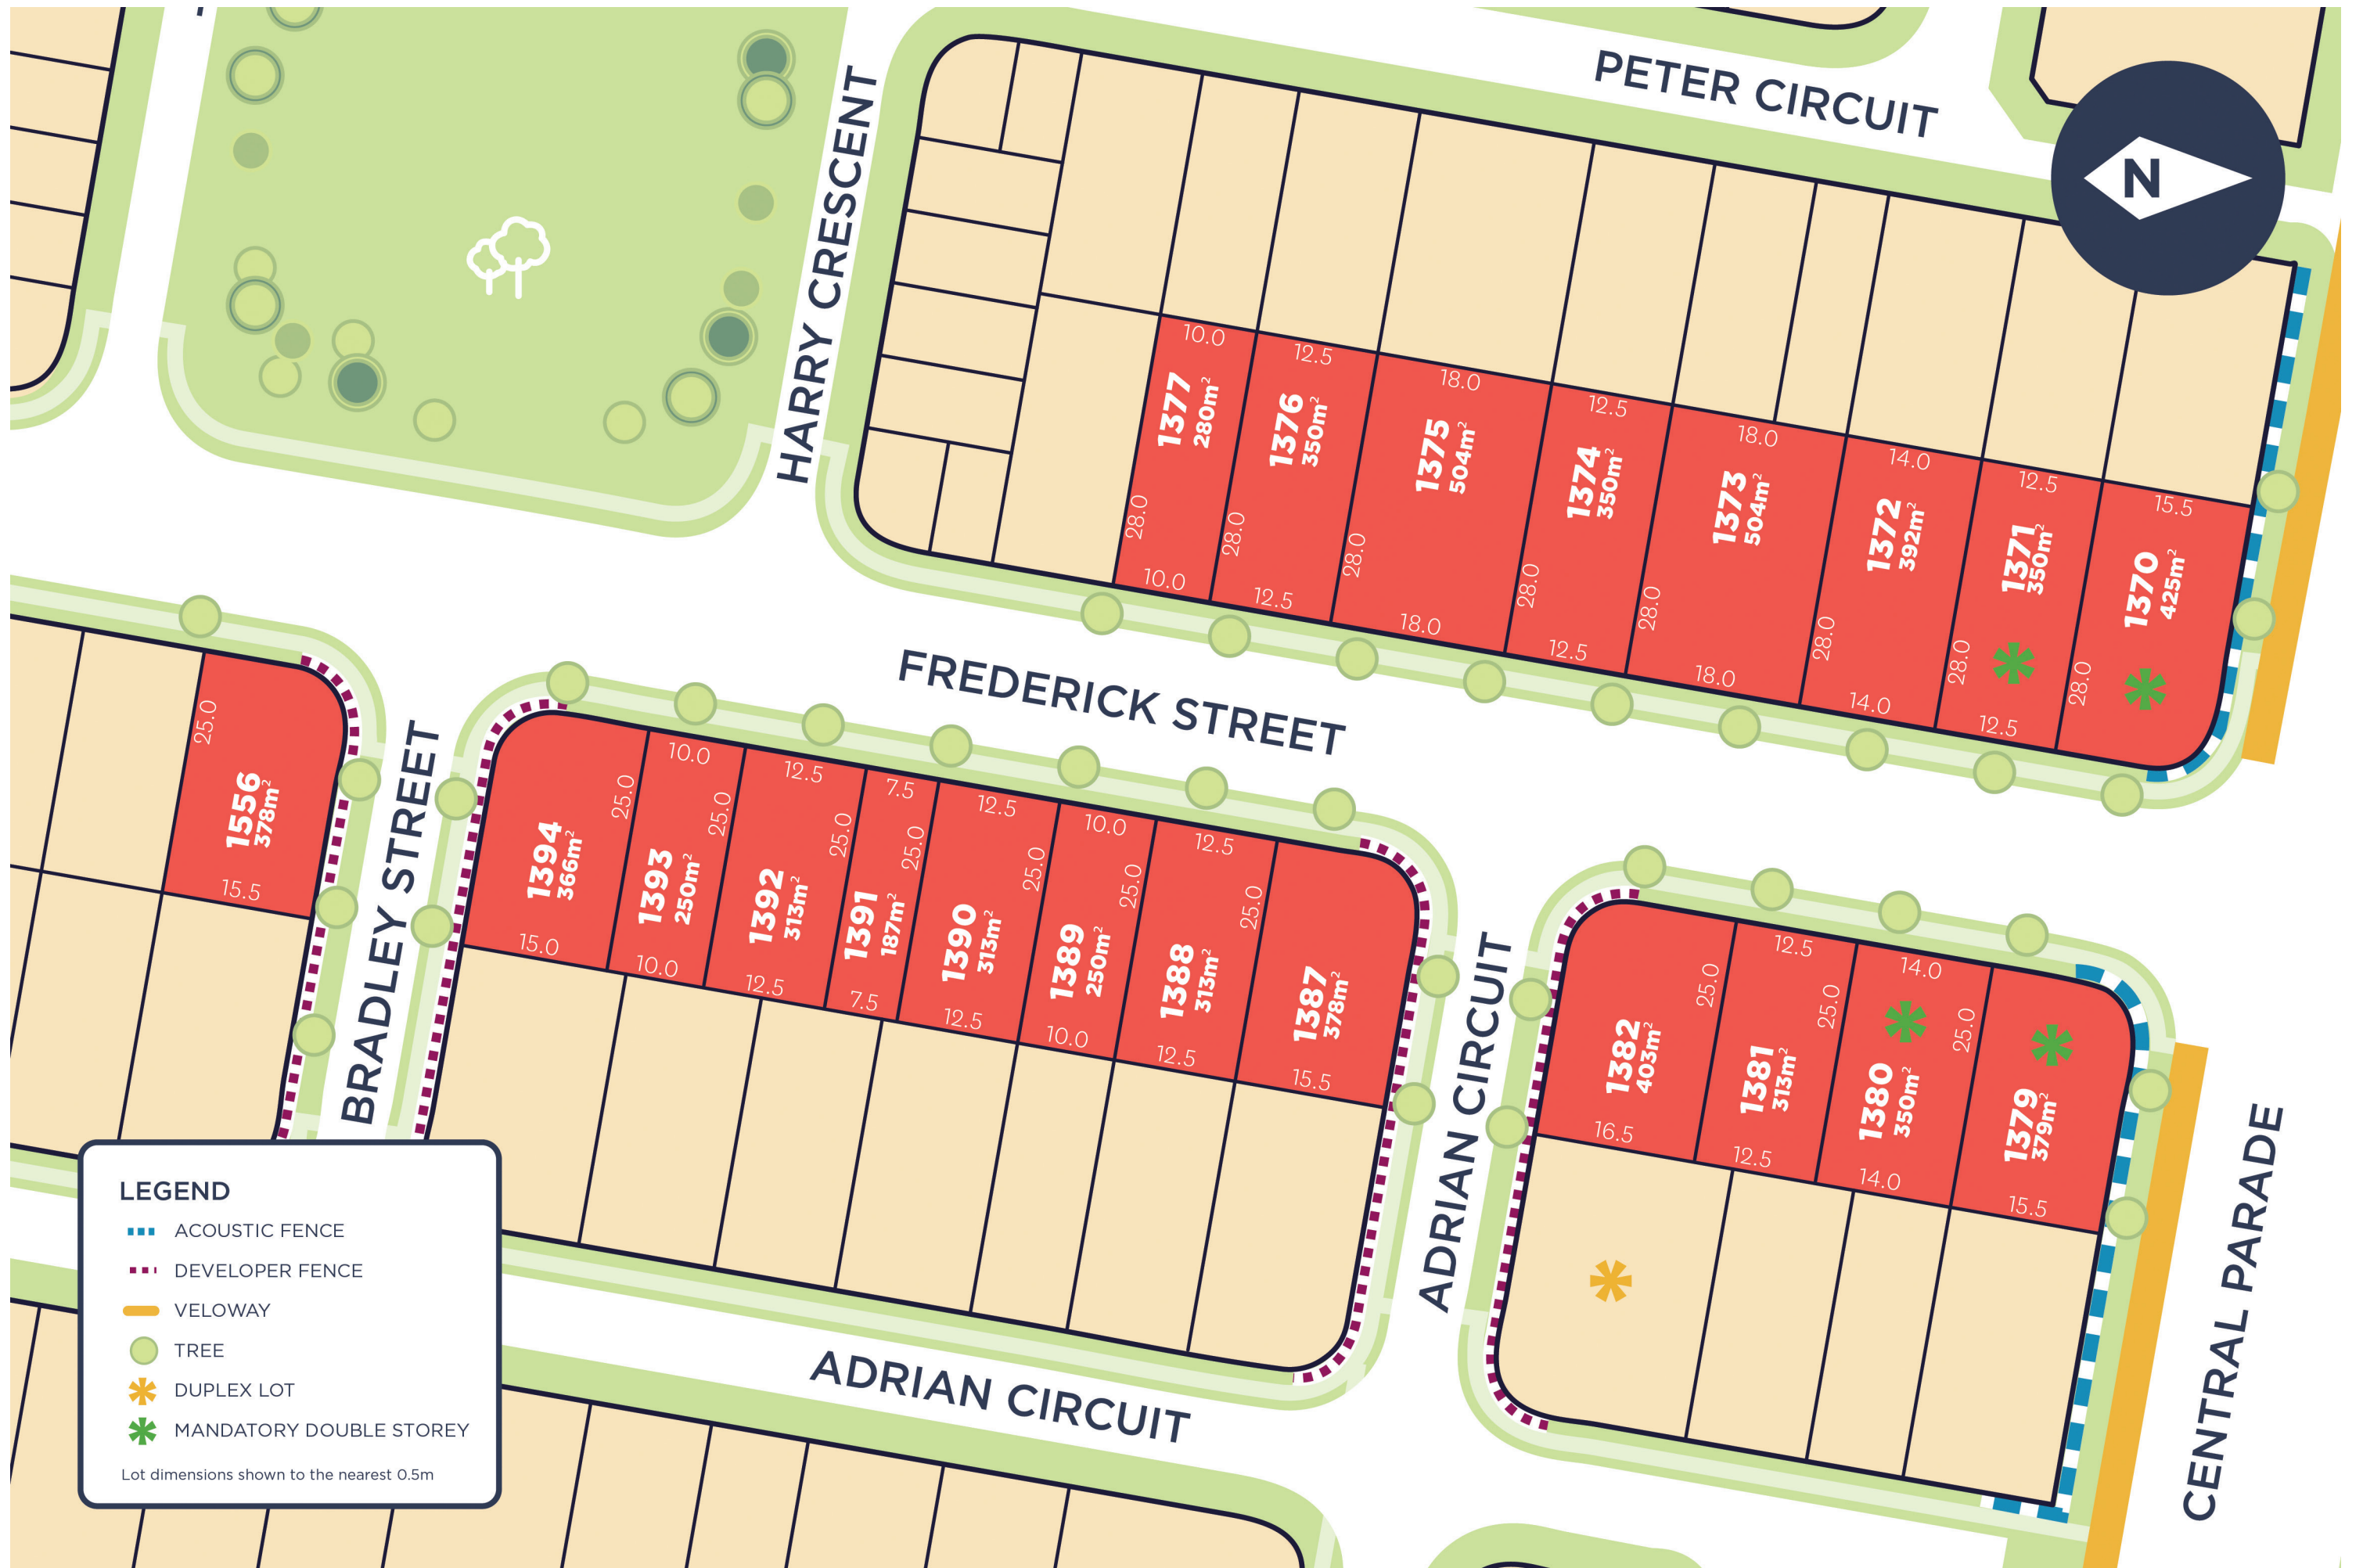 PETER CIRCUIT
N
HARRY CRESCENT
10.0
1377
280m²
28.0
10.0
12.5
1376
350m²
28.0
12.5
18.0
1375
504m²
28.0
18.0
12.5
1374
350m²
28.0
12.5
18.0
1373
504m²
28.0
18.0
14.0
1372
392m²
28.0
14.0
12.5
1371
350m²
28.0
12.5
15.5
1370
425m²
28.0
FREDERICK STREET
25.0
1556
378m²
15.5
BRADLEY STREET
1394
366m²
25.0
15.0
10.0
1393
250m²
25.0
10.0
12.5
1392
313m²
25.0
12.5
7.5
1391
187m²
25.0
7.5
12.5
1390
313m²
25.0
12.5
10.0
1389
250m²
25.0
10.0
12.5
1388
313m²
25.0
12.5
1387
378m²
15.5
ADRIAN CIRCUIT
1382
403m²
25.0
16.5
12.5
1381
313m²
25.0
12.5
14.0
1380
350m²
25.0
14.0
1379
379m²
15.5
CENTRAL PARADE
ADRIAN CIRCUIT
LEGEND
ACOUSTIC FENCE
DEVELOPER FENCE
VELOWAY
TREE
DUPLEX LOT
MANDATORY DOUBLE STOREY
Lot dimensions shown to the nearest 0.5m